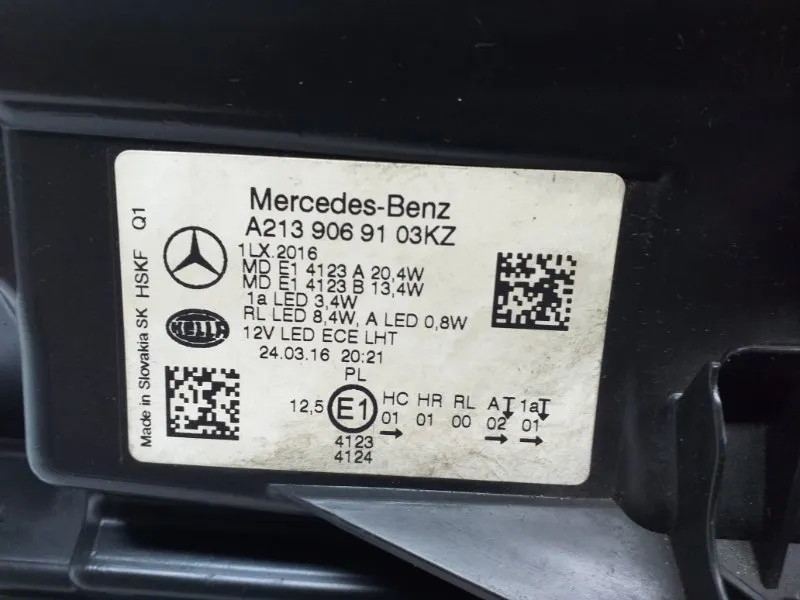 Mercedes-Benz
A213 906 91 03KZ
1LX.2016
MD E1 4123 A 20,4W
MD E1 4123 B 13,4W
1a LED 3,4W
RL LED 8,4W, A LED 0,8W
12V LED ECE LHT
24.03.16 20:21
PL
HELLA
Made in Slovakia SK HSKF Q1
12,5 E1 HC HR RL A 1a
01 01 00 02 01
4123
4124